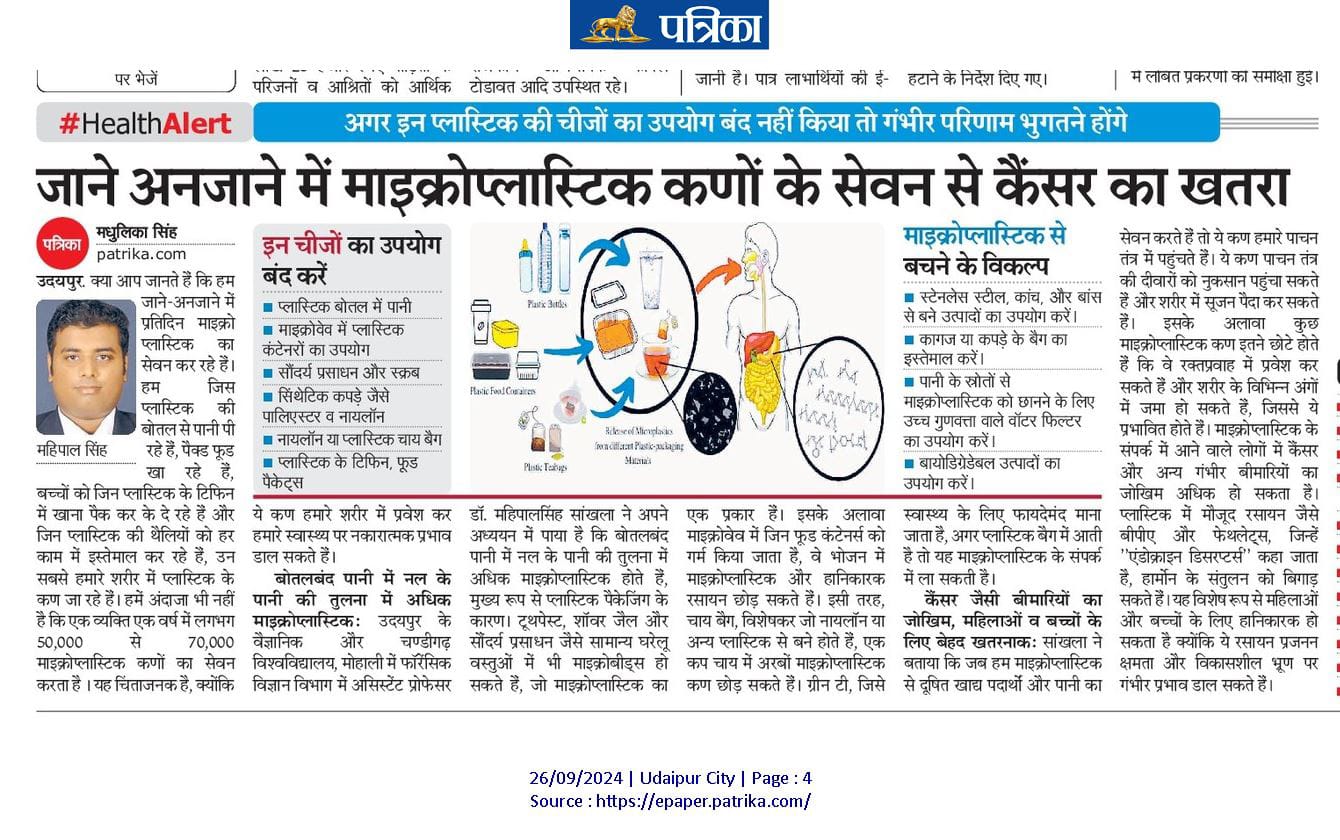 पत्रिका
पर भेजें
परिजनों व आश्रितों को आर्थिक
टोडावत आदि उपस्थित रहे।
जानी है। पात्र लाभार्थियों की ई-
हटाने के निर्देश दिए गए।
में लंबित प्रकरणों की समीक्षा हुई।
#HealthAlert
अगर इन प्लास्टिक की चीजों का उपयोग बंद नहीं किया तो गंभीर परिणाम भुगतने होंगे
जाने अनजाने में माइक्रोप्लास्टिक कणों के सेवन से कैंसर का खतरा
पत्रिका
मधुलिका सिंह
patrika.com
उदयपुर. क्या आप जानते हैं कि हम
जाने-अनजाने में
प्रतिदिन माइक्रो
प्लास्टिक का
सेवन कर रहे हैं।
हम जिस
प्लास्टिक की
बोतल से पानी पी
रहे हैं, पैक्ड फूड
खा रहे हैं,
महिपाल सिंह
बच्चों को जिन प्लास्टिक के टिफिन
में खाना पैक कर के दे रहे हैं और
जिन प्लास्टिक की थैलियों को हर
काम में इस्तेमाल कर रहे हैं, उन
सबसे हमारे शरीर में प्लास्टिक के
कण जा रहे हैं। हमें अंदाजा भी नहीं
है कि एक व्यक्ति एक वर्ष में लगभग
50,000 से 70,000
माइक्रोप्लास्टिक कणों का सेवन
करता है । यह चिंताजनक है, क्योंकि
इन चीजों का उपयोग
बंद करें
प्लास्टिक बोतल में पानी
माइक्रोवेव में प्लास्टिक
कंटेनरों का उपयोग
सौंदर्य प्रसाधन और स्क्रब
सिंथेटिक कपड़े जैसे
पालिएस्टर व नायलॉन
नायलॉन या प्लास्टिक चाय बैग
प्लास्टिक के टिफिन, फूड
पैकेट्स
Plastic Bottles
Plastic Food Containers
Plastic Teabags
Release of Microplastics
from different Plastic-packaging
Materials
माइक्रोप्लास्टिक से
बचने के विकल्प
स्टेनलेस स्टील, कांच, और बांस
से बने उत्पादों का उपयोग करें।
कागज या कपड़े के बैग का
इस्तेमाल करें।
पानी के स्रोतों से
माइक्रोप्लास्टिक को छानने के लिए
उच्च गुणवत्ता वाले वॉटर फिल्टर
का उपयोग करें।
बायोडिग्रेडेबल उत्पादों का
उपयोग करें।
ये कण हमारे शरीर में प्रवेश कर
हमारे स्वास्थ्य पर नकारात्मक प्रभाव
डाल सकते हैं।
बोतलबंद पानी में नल के
पानी की तुलना में अधिक
माइक्रोप्लास्टिक: उदयपुर के
वैज्ञानिक और चण्डीगढ़
विश्वविद्यालय, मोहाली में फॉरेंसिक
विज्ञान विभाग में असिस्टेंट प्रोफेसर
डॉ. महिपालसिंह सांखला ने अपने
अध्ययन में पाया है कि बोतलबंद
पानी में नल के पानी की तुलना में
अधिक माइक्रोप्लास्टिक होते हैं,
मुख्य रूप से प्लास्टिक पैकेजिंग के
कारण। टूथपेस्ट, शॉवर जैल और
सौंदर्य प्रसाधन जैसे सामान्य घरेलू
वस्तुओं में भी माइक्रोबीड्स हो
सकते हैं, जो माइक्रोप्लास्टिक का
एक प्रकार हैं। इसके अलावा
माइक्रोवेव में जिन फूड कंटेनर्स को
गर्म किया जाता है, वे भोजन में
माइक्रोप्लास्टिक और हानिकारक
रसायन छोड़ सकते हैं। इसी तरह,
चाय बैग, विशेषकर जो नायलॉन या
अन्य प्लास्टिक से बने होते हैं, एक
कप चाय में अरबों माइक्रोप्लास्टिक
कण छोड़ सकते हैं। ग्रीन टी, जिसे
स्वास्थ्य के लिए फायदेमंद माना
जाता है, अगर प्लास्टिक बैग में आती
है तो यह माइक्रोप्लास्टिक के संपर्क
में ला सकती है।
कैंसर जैसी बीमारियों का
जोखिम, महिलाओं व बच्चों के
लिए बेहद खतरनाक: सांखला ने
बताया कि जब हम माइक्रोप्लास्टिक
से दूषित खाद्य पदार्थों और पानी का
सेवन करते हैं तो ये कण हमारे पाचन
तंत्र में पहुंचते हैं। ये कण पाचन तंत्र
की दीवारों को नुकसान पहुंचा सकते
हैं और शरीर में सूजन पैदा कर सकते
हैं। इसके अलावा कुछ
माइक्रोप्लास्टिक कण इतने छोटे होते
हैं कि वे रक्तप्रवाह में प्रवेश कर
सकते हैं और शरीर के विभिन्न अंगों
में जमा हो सकते हैं, जिससे ये
प्रभावित होते हैं। माइक्रोप्लास्टिक के
संपर्क में आने वाले लोगों में कैंसर
और अन्य गंभीर बीमारियों का
जोखिम अधिक हो सकता है।
प्लास्टिक में मौजूद रसायन जैसे
बीपीए और फेथलेट्स, जिन्हें
''एंडोक्राइन डिसरप्टर्स'' कहा जाता
है, हार्मोन के संतुलन को बिगाड़
सकते हैं। यह विशेष रूप से महिलाओं
और बच्चों के लिए हानिकारक हो
सकता है क्योंकि ये रसायन प्रजनन
क्षमता और विकासशील भ्रूण पर
गंभीर प्रभाव डाल सकते हैं।
26/09/2024 | Udaipur City | Page : 4
Source : https://epaper.patrika.com/